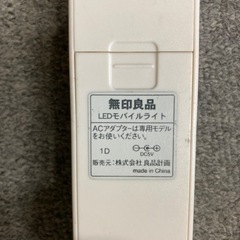 無印良品
LEDモバイルライト
ACアダプターは専用モデル
をお使いください。
1D
DC5V
販売元:株式会社 良品計画
made in China